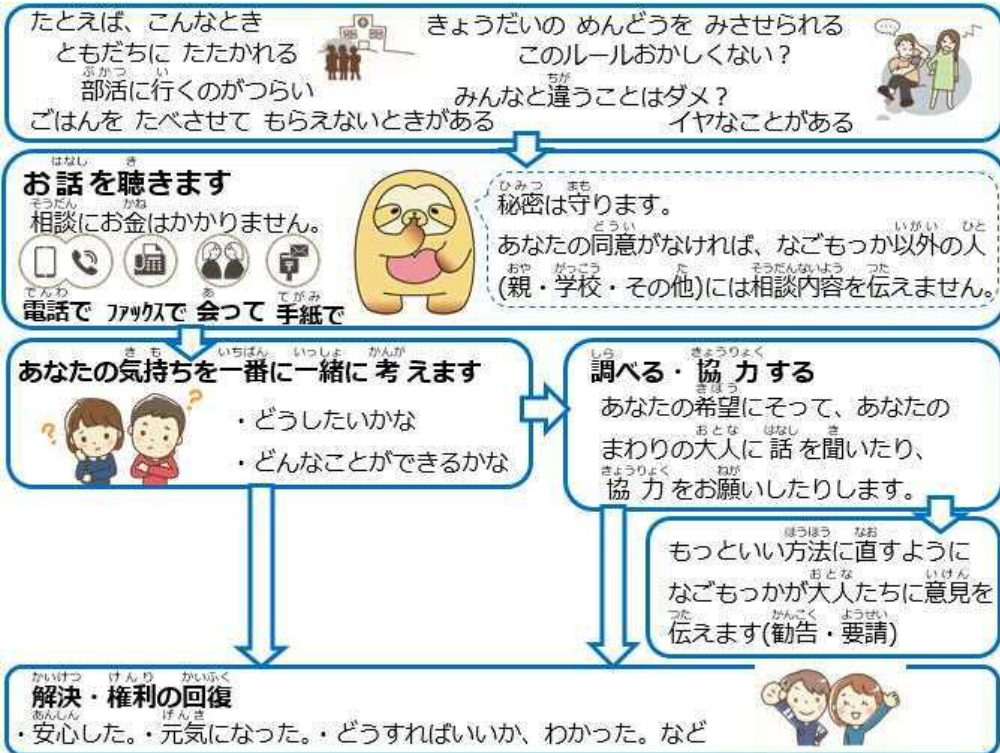 たとえば、こんなとき
ともだちに たたかれる
部活に行くのがつらい
ごはんを たべさせて もらえないときがある
きょうだいの めんどうを みさせられる
このルールおかしくない？
みんなと違うことはダメ？
イヤなことがある
お話を聴きます
相談にお金はかかりません。
電話で ファックスで 会って 手紙で
秘密は守ります。
あなたの同意がなければ、なごもっか以外の人
(親・学校・その他)には相談内容を伝えません。
あなたの気持ちを一番に一緒に考えます
・どうしたいかな
・どんなことができるかな
調べる・協力する
あなたの希望にそって、あなたの
まわりの大人に話を聞いたり、
協力をお願いしたりします。
もっといい方法に直すように
なごもっかが大人たちに意見を
伝えます(勧告・要請)
解決・権利の回復
・安心した。・元気になった。・どうすればいいか、わかった。など